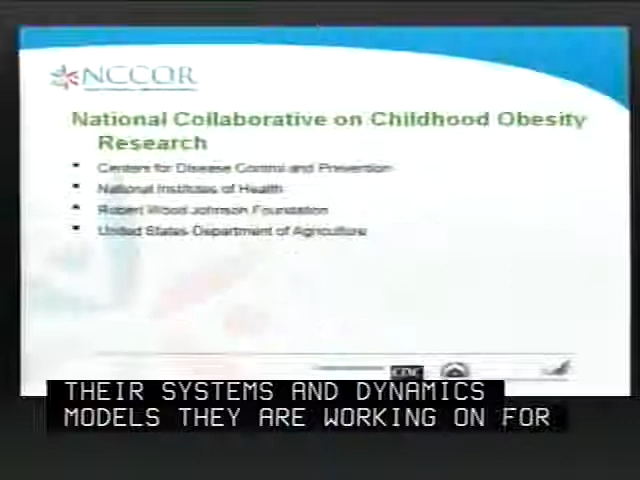 NCCOR
National Collaborative on Childhood Obesity
Research
Centers for Disease Control and Prevention
National Institutes of Health
Robert Wood Johnson Foundation
United States Department of Agriculture
CDC
THEIR SYSTEMS AND DYNAMICS
MODELS THEY ARE WORKING ON FOR